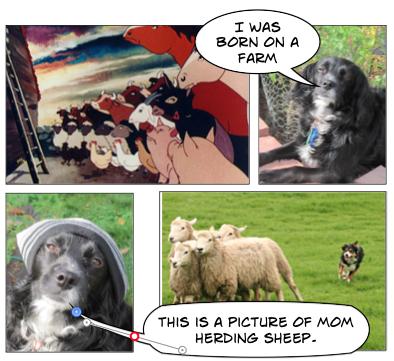 I WAS
BORN ON A
FARM
THIS IS A PICTURE OF MOM
HERDING SHEEP.